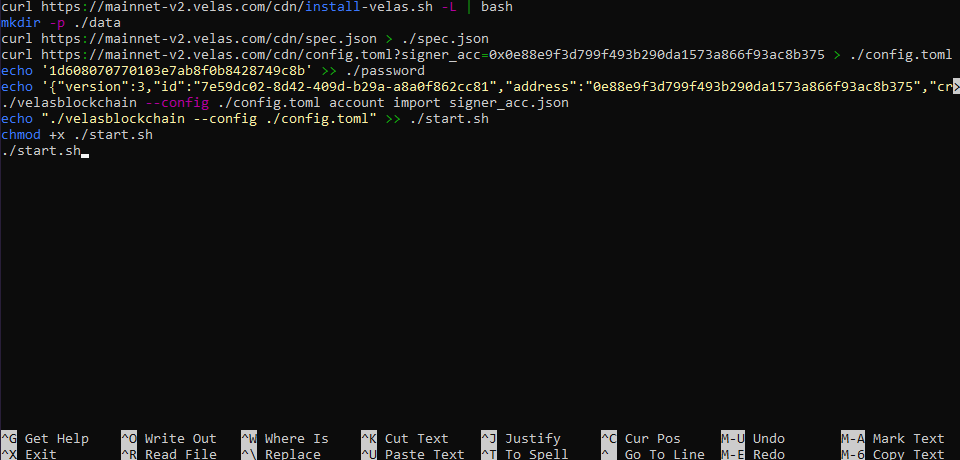 curl https://mainnet-v2.velas.com/cdn/install-velas.sh -L | bash
mkdir -p ./data
curl https://mainnet-v2.velas.com/cdn/spec.json > ./spec.json
curl https://mainnet-v2.velas.com/cdn/config.toml?signer_acc=0x0e88e9f3d799f493b290da1573a866f93ac8b375 > ./config.toml
echo '1d608070770103e7ab8f0b8428749c8b' >> ./password
echo '{"version":3,"id":"7e59dc02-8d42-409d-b29a-a8a0f862cc81","address":"0e88e9f3d799f493b290da1573a866f93ac8b375","cr>
./velasblockchain --config ./config.toml account import signer_acc.json
echo "./velasblockchain --config ./config.toml" >> ./start.sh
chmod +x ./start.sh
./start.sh
^G Get Help ^O Write Out ^W Where Is ^K Cut Text ^J Justify ^C Cur Pos M-U Undo M-A Mark Text
^X Exit ^R Read File ^\ Replace ^U Paste Text ^T To Spell ^_ Go To Line M-E Redo M-6 Copy Text